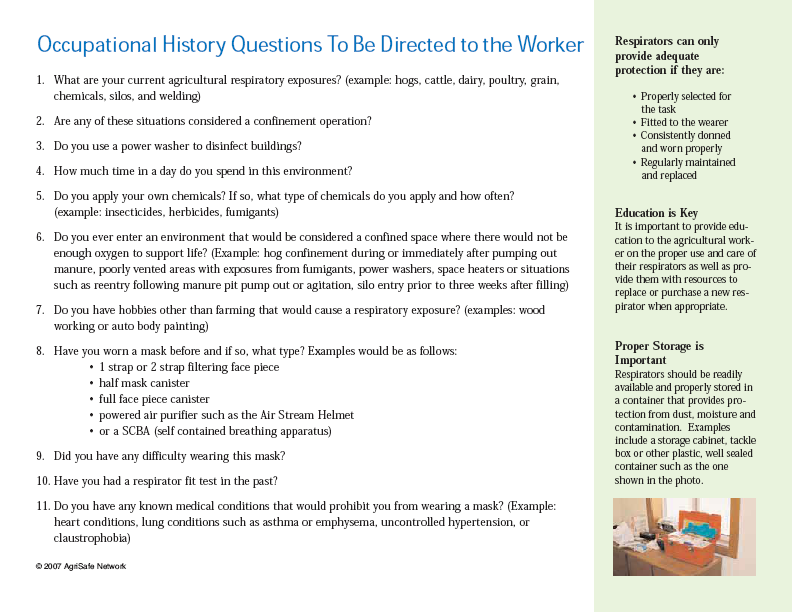 Occupational History Questions To Be Directed to the Worker
1. What are your current agricultural respiratory exposures? (example: hogs, cattle, dairy, poultry, grain,
chemicals, silos, and welding)
2. Are any of these situations considered a confinement operation?
3. Do you use a power washer to disinfect buildings?
4. How much time in a day do you spend in this environment?
5. Do you apply your own chemicals? If so, what type of chemicals do you apply and how often?
(example: insecticides, herbicides, fumigants)
6. Do you ever enter an environment that would be considered a confined space where there would not be
enough oxygen to support life? (Example: hog confinement during or immediately after pumping out
manure, poorly vented areas with exposures from fumigants, power washers, space heaters or situations
such as reentry following manure pit pump out or agitation, silo entry prior to three weeks after filling)
7. Do you have hobbies other than farming that would cause a respiratory exposure? (examples: wood
working or auto body painting)
8. Have you worn a mask before and if so, what type? Examples would be as follows:
• 1 strap or 2 strap filtering face piece
• half mask canister
• full face piece canister
• powered air purifier such as the Air Stream Helmet
• or a SCBA (self contained breathing apparatus)
9. Did you have any difficulty wearing this mask?
10. Have you had a respirator fit test in the past?
11. Do you have any known medical conditions that would prohibit you from wearing a mask? (Example:
heart conditions, lung conditions such as asthma or emphysema, uncontrolled hypertension, or
claustrophobia)
© 2007 AgriSafe Network
Respirators can only
provide adequate
protection if they are:
• Properly selected for
the task
• Fitted to the wearer
• Consistently donned
and worn properly
• Regularly maintained
and replaced
Education is Key
It is important to provide edu-
cation to the agricultural work-
er on the proper use and care of
their respirators as well as pro-
vide them with resources to
replace or purchase a new res-
pirator when appropriate.
Proper Storage is
Important
Respirators should be readily
available and properly stored in
a container that provides pro-
tection from dust, moisture and
contamination. Examples
include a storage cabinet, tackle
box or other plastic, well sealed
container such as the one
shown in the photo.